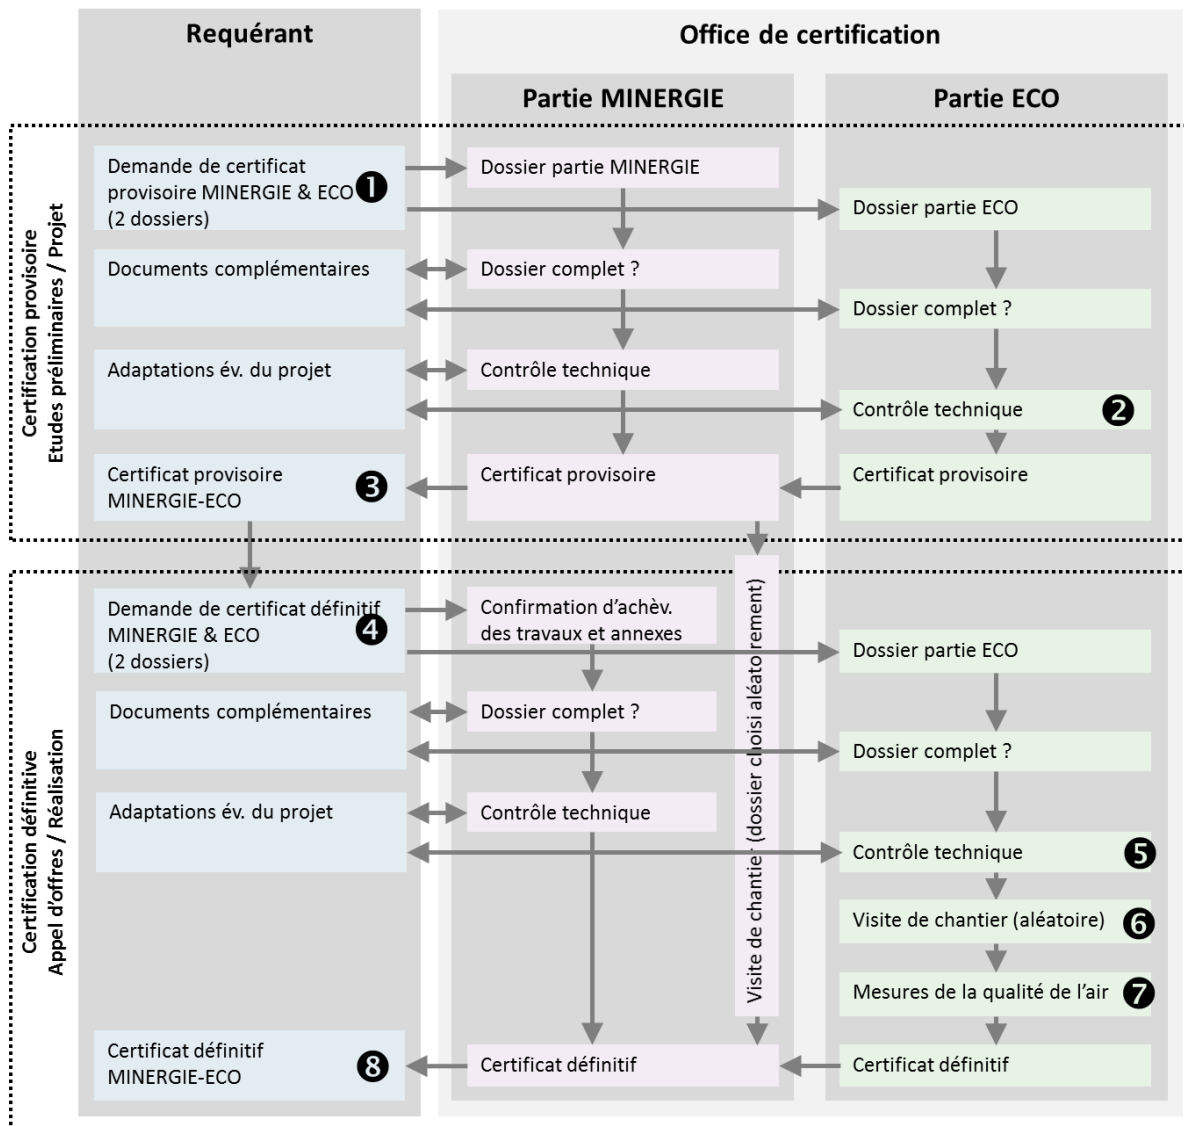 Requérant
Office de certification
Partie MINERGIE
Partie ECO
Certification provisoire
Etudes préliminaires / Projet
Demande de certificat
provisoire MINERGIE & ECO
(2 dossiers)
❶
Dossier partie MINERGIE
Dossier partie ECO
Documents complémentaires
Dossier complet ?
Dossier complet ?
Adaptations év. du projet
Contrôle technique
Contrôle technique
❷
Certificat provisoire
MINERGIE-ECO
❸
Certificat provisoire
Certificat provisoire
Certification définitive
Appel d’offres / Réalisation
Demande de certificat définitif
MINERGIE & ECO
(2 dossiers)
❹
Confirmation d’achèv.
des travaux et annexes
Visite de chantier (dossier choisi aléatoirement)
Dossier partie ECO
Documents complémentaires
Dossier complet ?
Dossier complet ?
Adaptations év. du projet
Contrôle technique
Contrôle technique
❺
Visite de chantier (aléatoire)
❻
Mesures de la qualité de l’air
❼
Certificat définitif
MINERGIE-ECO
❽
Certificat définitif
Certificat définitif